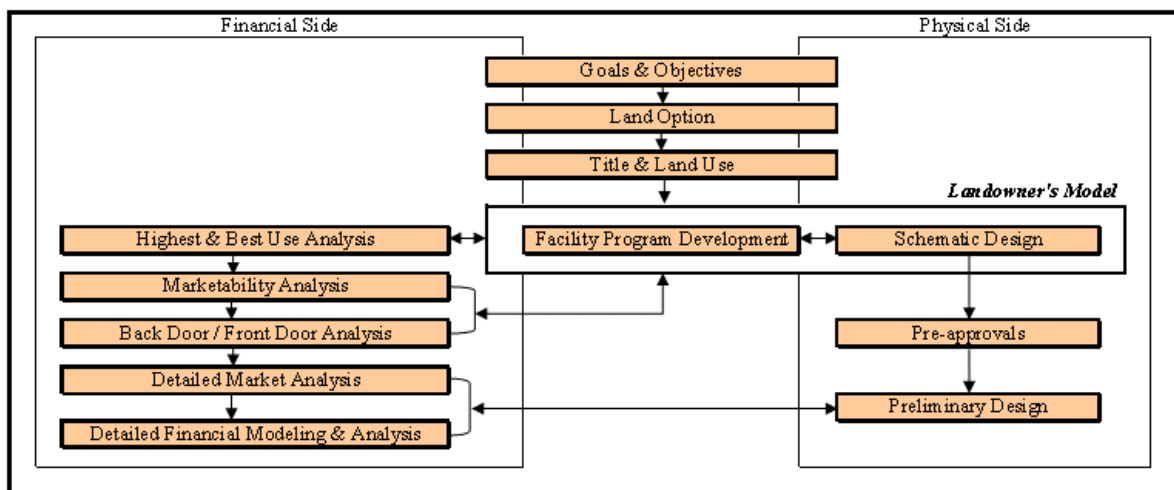 Financial Side
Physical Side
Goals & Objectives
Land Option
Title & Land Use
Landowner's Model
Highest & Best Use Analysis
Facility Program Development
Schematic Design
Marketability Analysis
Back Door / Front Door Analysis
Pre-approvals
Detailed Market Analysis
Preliminary Design
Detailed Financial Modeling & Analysis